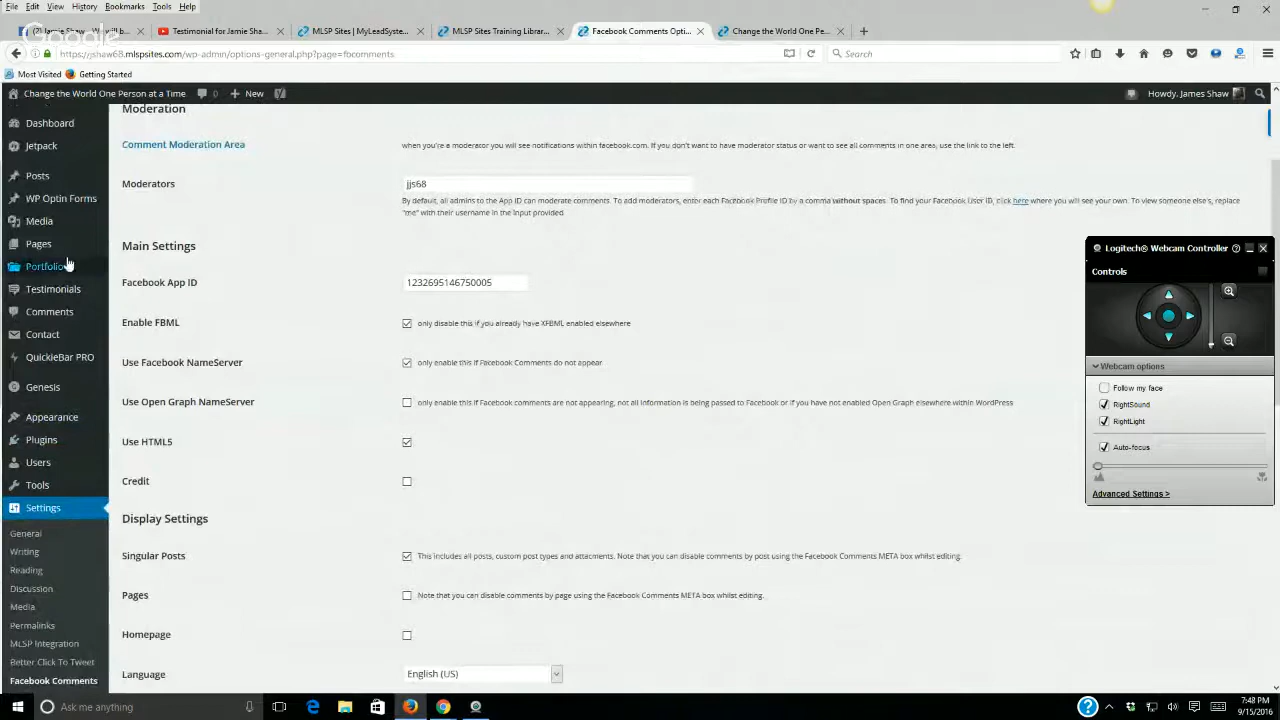 File Edit View History Bookmarks Tools Help
Google
Testimonial for Jamie Sha
MLSP Sites | MyLeadSyste
MLSP Sites Training Librar
Facebook Comments Opti...
Change the World One Pe
https://jshaw68.mlspsites.com/wp-admin/options-general.php?page=fbcomments
Search
Most Visited Getting Started
Change the World One Person at a Time 0 New
Howdy, James Shaw
Dashboard
Jetpack
Posts
WP Optin Forms
Media
Pages
Portfolio
Testimonials
Comments
Contact
QuickieBar PRO
Genesis
Appearance
Plugins
Users
Tools
Settings
General
Writing
Reading
Discussion
Media
Permalinks
MLSP Integration
Better Click To Tweet
Facebook Comments
Moderation
Comment Moderation Area
when you're a moderator you will see notifications within facebook.com. If you don't want to have moderator status or want to see all comments in one area, use the link to the left.
Moderators
jjs68
By default, all admins to the App ID can moderate comments. To add moderators, enter each Facebook Profile ID by a comma without spaces. To find your Facebook User ID, click here where you will see your own. To view someone else's, replace
"me" with their username in the input provided
Main Settings
Facebook App ID
1232695146750005
Enable FBML
only disable this if you already have XFBML enabled elsewhere
Use Facebook NameServer
only enable this if Facebook Comments do not appear
Use Open Graph NameServer
only enable this if Facebook comments are not appearing, not all information is being passed to Facebook or if you have not enabled Open Graph elsewhere within WordPress
Use HTML5
Credit
Display Settings
Singular Posts
This includes all posts, custom post types and attacments. Note that you can disable comments by post using the Facebook Comments META box whilst editing.
Pages
Note that you can disable comments by page using the Facebook Comments META box whilst editing.
Homepage
Language
English (US)
Logitech® Webcam Controller
Controls
Webcam options
Follow my face
RightSound
RightLight
Auto-focus
Advanced Settings >
Ask me anything
7:48 PM
9/15/2016